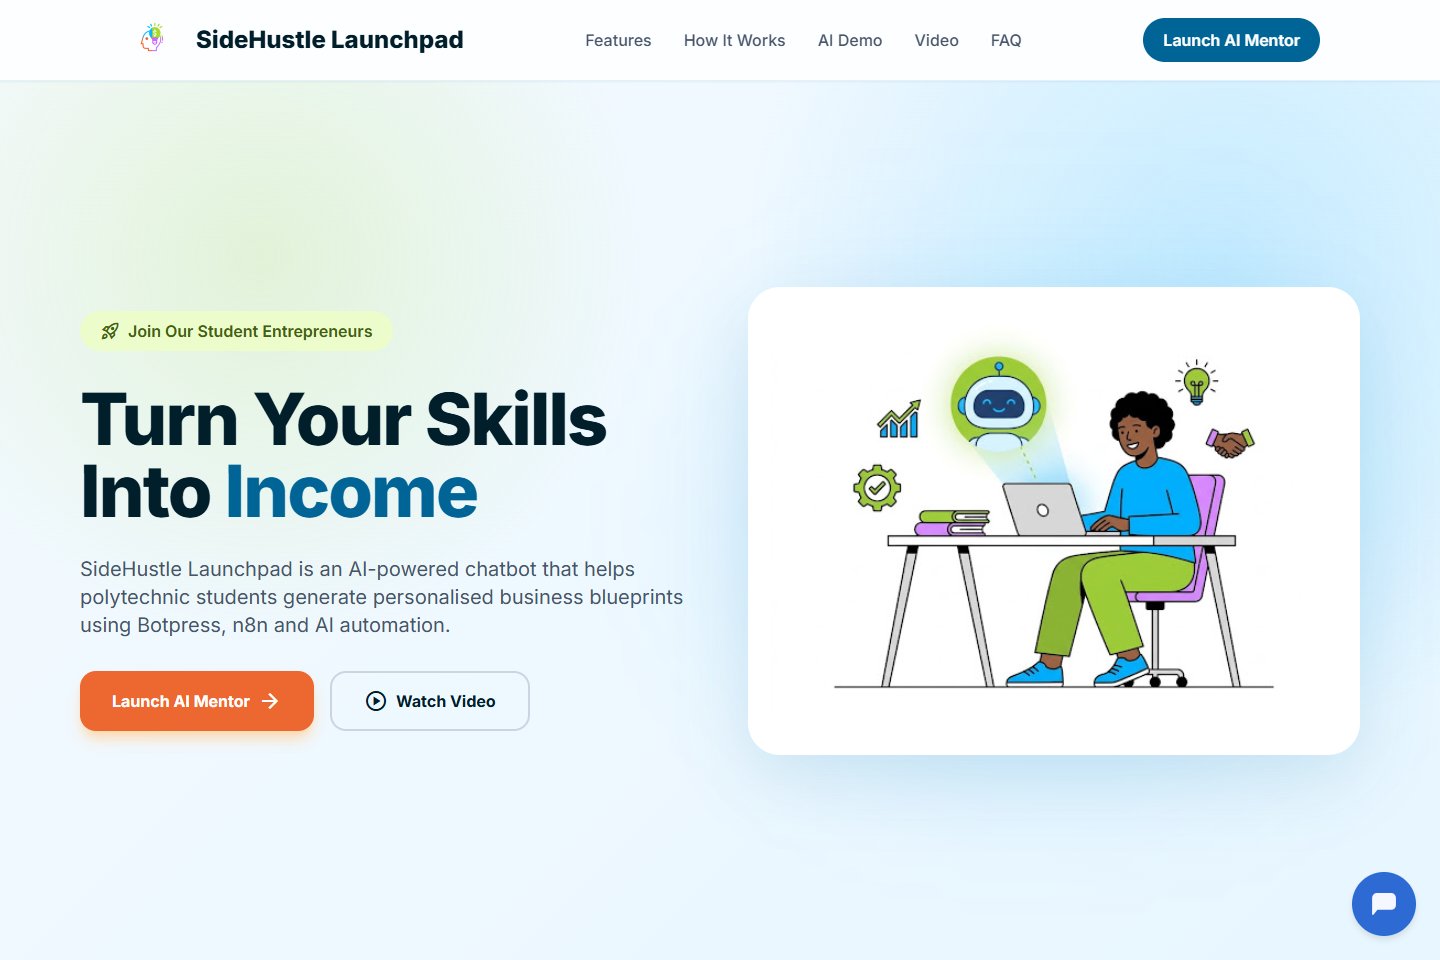 SideHustle Launchpad
Features
How It Works
AI Demo
Video
FAQ
Launch AI Mentor
Join Our Student Entrepreneurs
Turn Your Skills
Into Income
SideHustle Launchpad is an AI-powered chatbot that helps
polytechnic students generate personalised business blueprints
using Botpress, n8n and AI automation.
Launch AI Mentor
Watch Video